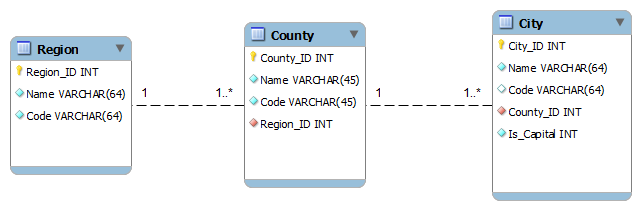 Region
Region_ID INT
Name VARCHAR(64)
Code VARCHAR(64)
1
1..*
County
County_ID INT
Name VARCHAR(45)
Code VARCHAR(45)
Region_ID INT
1
1..*
City
City_ID INT
Name VARCHAR(64)
Code VARCHAR(64)
County_ID INT
Is_Capital INT